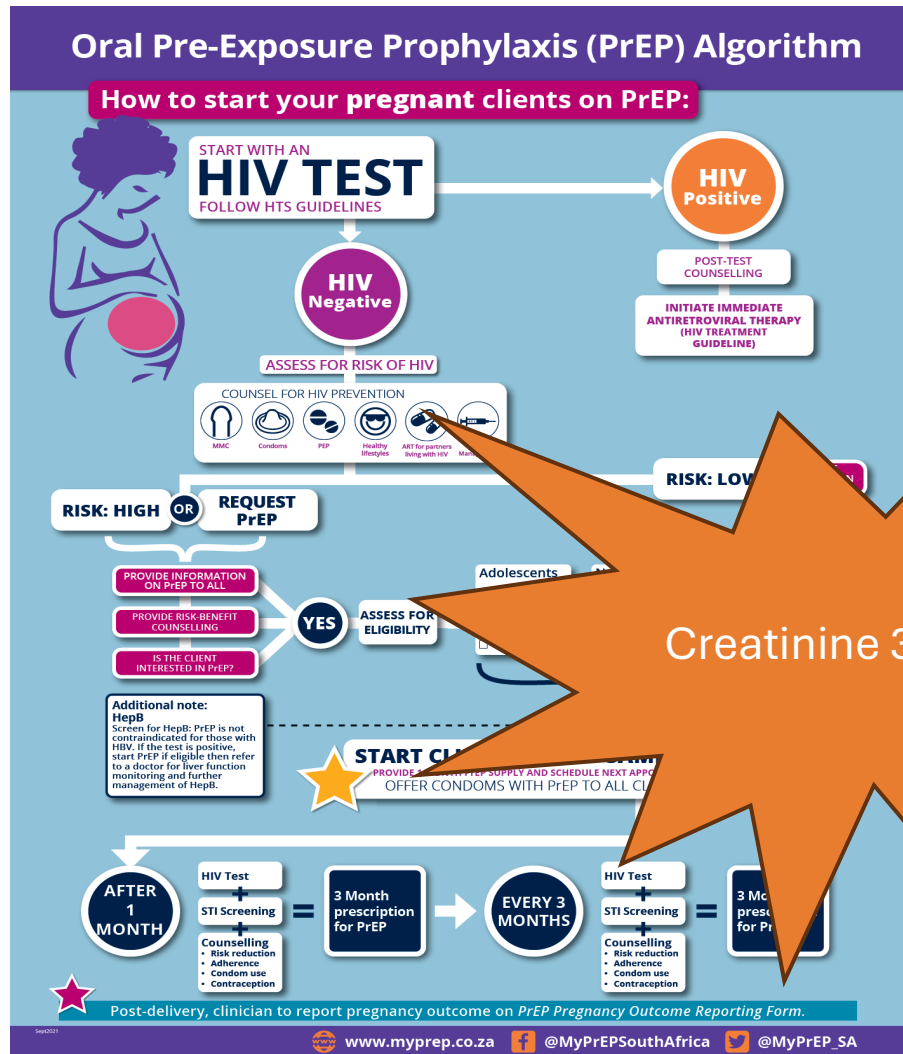 Oral Pre-Exposure Prophylaxis (PrEP) Algorithm
How to start your pregnant clients on PrEP:
START WITH AN
HIV TEST
FOLLOW HTS GUIDELINES
HIV
Positive
POST-TEST
COUNSELLING
INITIATE IMMEDIATE
ANTIRETROVIRAL THERAPY
(HIV TREATMENT
GUIDELINE)
HIV
Negative
ASSESS FOR RISK OF HIV
COUNSEL FOR HIV PREVENTION
MMC
Condoms
PEP
Healthy
lifestyles
ART for partners
living with HIV
RISK: HIGH
OR
REQUEST
PrEP
RISK: LOW
PROVIDE INFORMATION
ON PrEP TO ALL
PROVIDE RISK-BENEFIT
COUNSELLING
IS THE CLIENT
INTERESTED IN PrEP?
YES
ASSESS FOR
ELIGIBILITY
Adolescents
Creatinine 3
Additional note:
HepB
Screen for HepB: PrEP is not
contraindicated for those with
HBV. If the test is positive,
start PrEP if eligible then refer
to a doctor for liver function
monitoring and further
management of HepB.
START
PROVIDE PrEP SUPPLY AND SCHEDULE NEXT
OFFER CONDOMS WITH PrEP TO ALL
AFTER
1
MONTH
HIV Test
+
STI Screening
+
Counselling
• Risk reduction
• Adherence
• Condom use
• Contraception
=
3 Month
prescription
for PrEP
EVERY 3
MONTHS
HIV Test
+
STI Screening
+
Counselling
• Risk reduction
• Adherence
• Condom use
• Contraception
=
3
for
Post-delivery, clinician to report pregnancy outcome on PrEP Pregnancy Outcome Reporting Form.
Sept2021
www.myprep.co.za
@MyPrEPSouthAfrica
@MyPrEP_SA